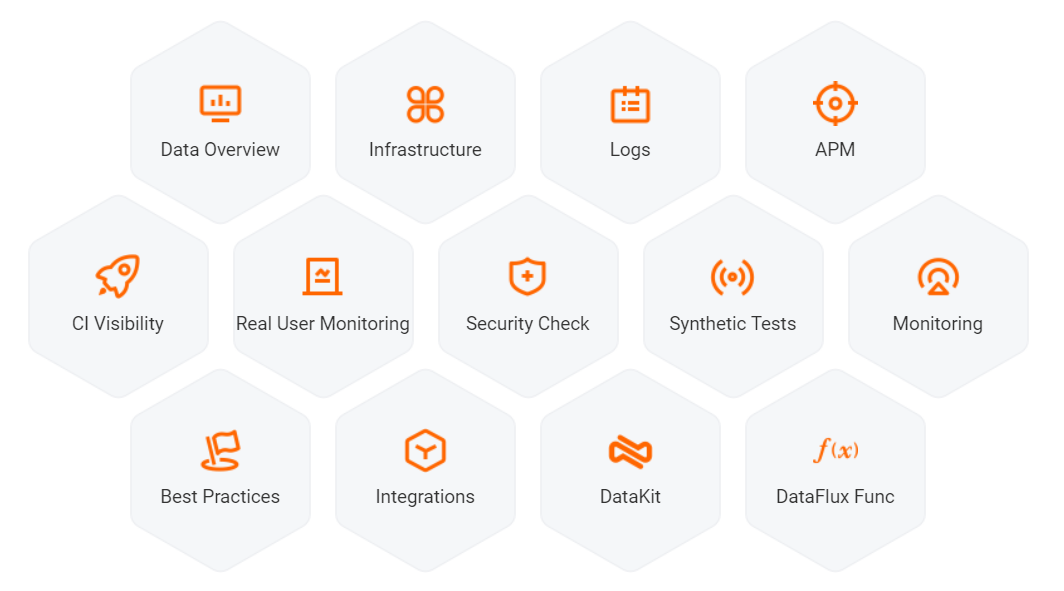 Data Overview
Infrastructure
Logs
APM
CI Visibility
Real User Monitoring
Security Check
Synthetic Tests
Monitoring
Best Practices
Integrations
DataKit
f(x)
DataFlux Func